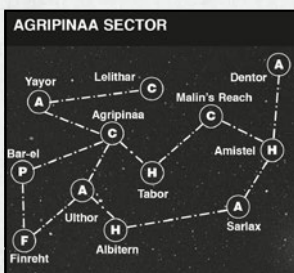 AGRIPINAA SECTOR
Dentor
A
Lelithar
C
Yayor
A
Malin's Reach
C
Agripinaa
C
Bar-el
P
Amistel
H
H
Tabor
A
Ulthor
A
Sarlax
H
Albitern
F
Finreht